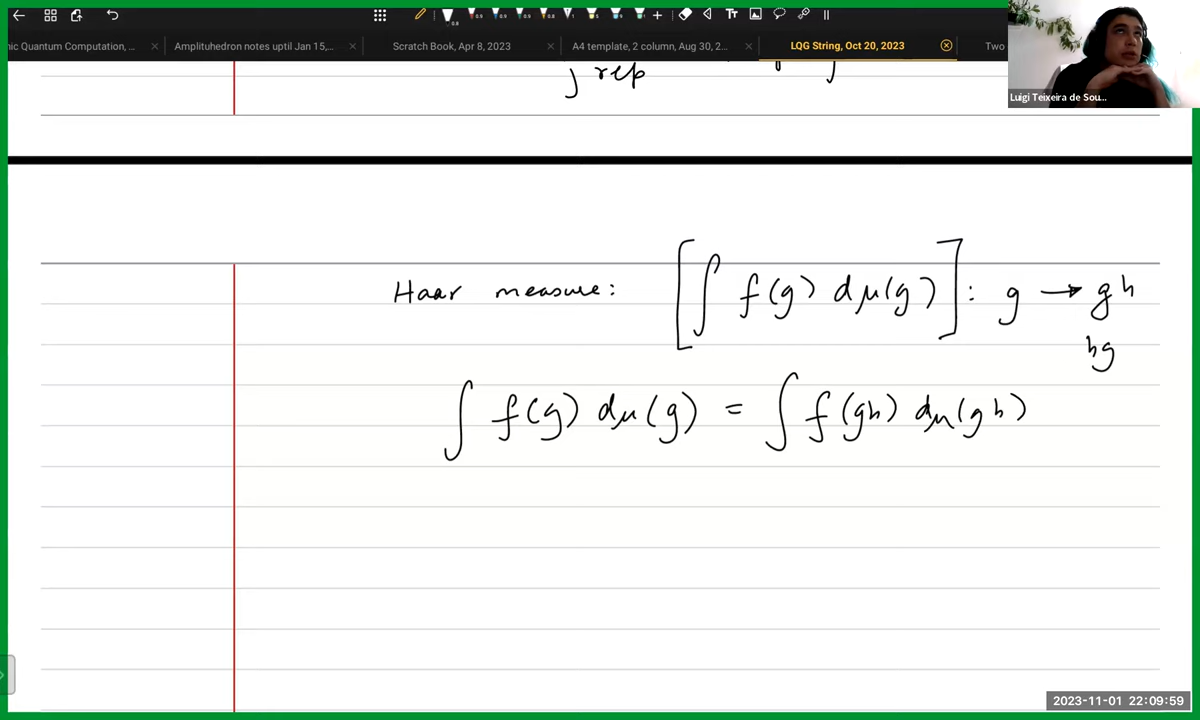 ic Quantum Computation, ...
Amplituhedron notes uptil Jan 15,...
Scratch Book, Apr 8, 2023
A4 template, 2 column, Aug 30, 2...
LQG String, Oct 20, 2023
Two
Luigi Teixeira de Sou...
j rep
Haar measure: [∫ f(g) dμ(g)] : g → gh
hg
∫ f(g) dμ(g) = ∫ f(gh) dμ(gh)
2023-11-01 22:09:59